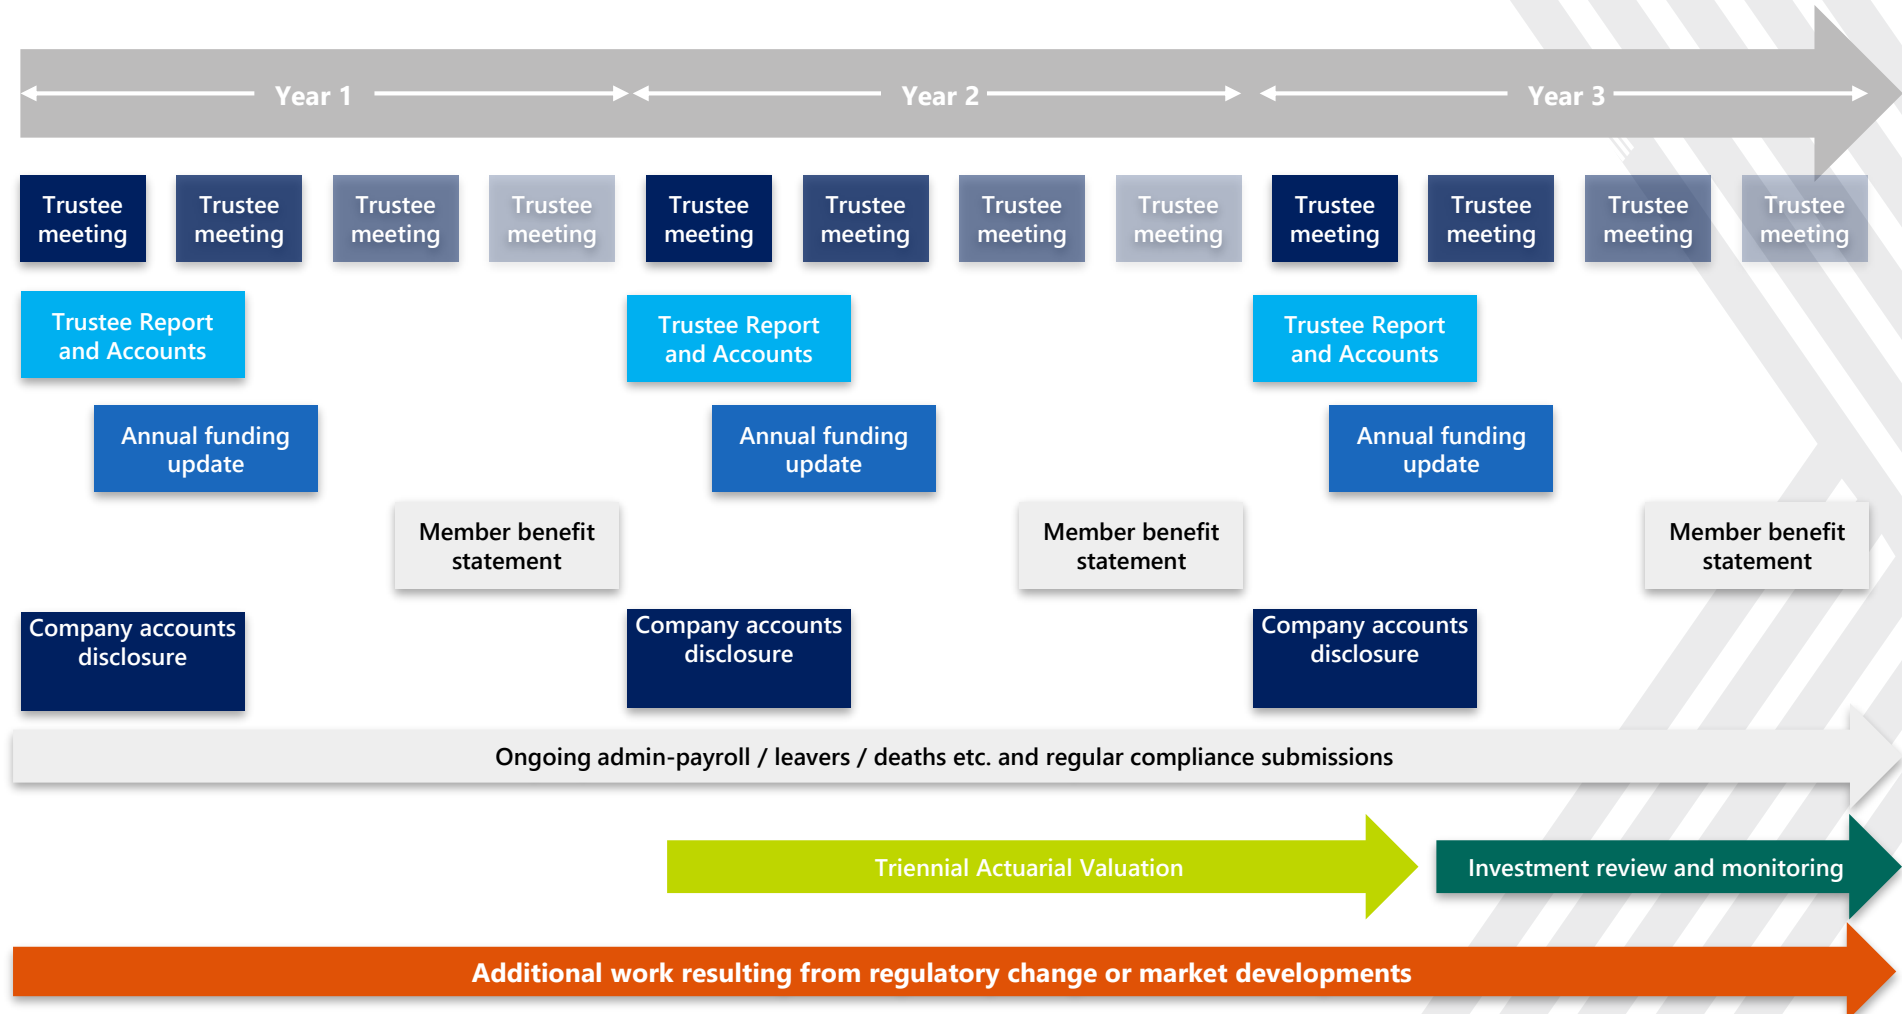 Year 1
Year 2
Year 3
Trustee
meeting
Trustee
meeting
Trustee
meeting
Trustee
meeting
Trustee
meeting
Trustee
meeting
Trustee
meeting
Trustee
meeting
Trustee
meeting
Trustee
meeting
Trustee
meeting
Trustee
meeting
Trustee Report
and Accounts
Trustee Report
and Accounts
Trustee Report
and Accounts
Annual funding
update
Annual funding
update
Annual funding
update
Member benefit
statement
Member benefit
statement
Member benefit
statement
Company accounts
disclosure
Company accounts
disclosure
Company accounts
disclosure
Ongoing admin-payroll / leavers / deaths etc. and regular compliance submissions
Triennial Actuarial Valuation
Investment review and monitoring
Additional work resulting from regulatory change or market developments